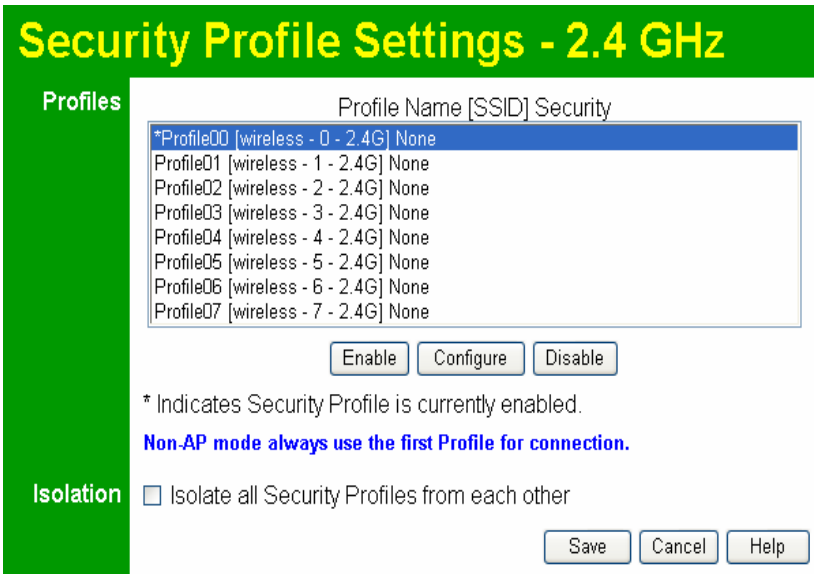 Security Profile Settings - 2.4 GHz
Profiles
Profile Name [SSID] Security
*Profile00 [wireless - 0 - 2.4G] None
Profile01 [wireless - 1 - 2.4G] None
Profile02 [wireless - 2 - 2.4G] None
Profile03 [wireless - 3 - 2.4G] None
Profile04 [wireless - 4 - 2.4G] None
Profile05 [wireless - 5 - 2.4G] None
Profile06 [wireless - 6 - 2.4G] None
Profile07 [wireless - 7 - 2.4G] None
Enable Configure Disable
* Indicates Security Profile is currently enabled.
Non-AP mode always use the first Profile for connection.
Isolation
Isolate all Security Profiles from each other
Save Cancel Help